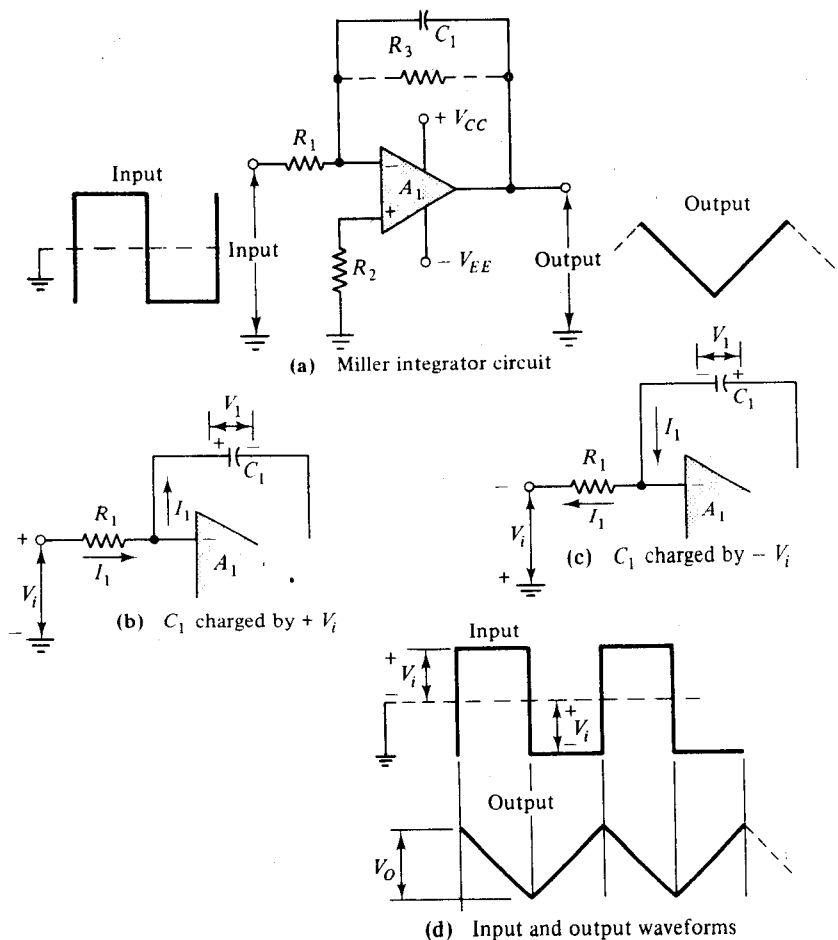 C1
R3
+ VCC
R1
Input
− A1 +
Output
Input
Output
R2
− VEE
(a) Miller integrator circuit
V1
+ −
C1
I1
R1
+
−
A1
I1
Vi
−
(b) C1 charged by + Vi
V1
− +
C1
I1
R1
−
−
A1
I1
Vi
+
(c) C1 charged by − Vi
Input
+
Vi
−
+
Vi
−
Output
VO
(d) Input and output waveforms